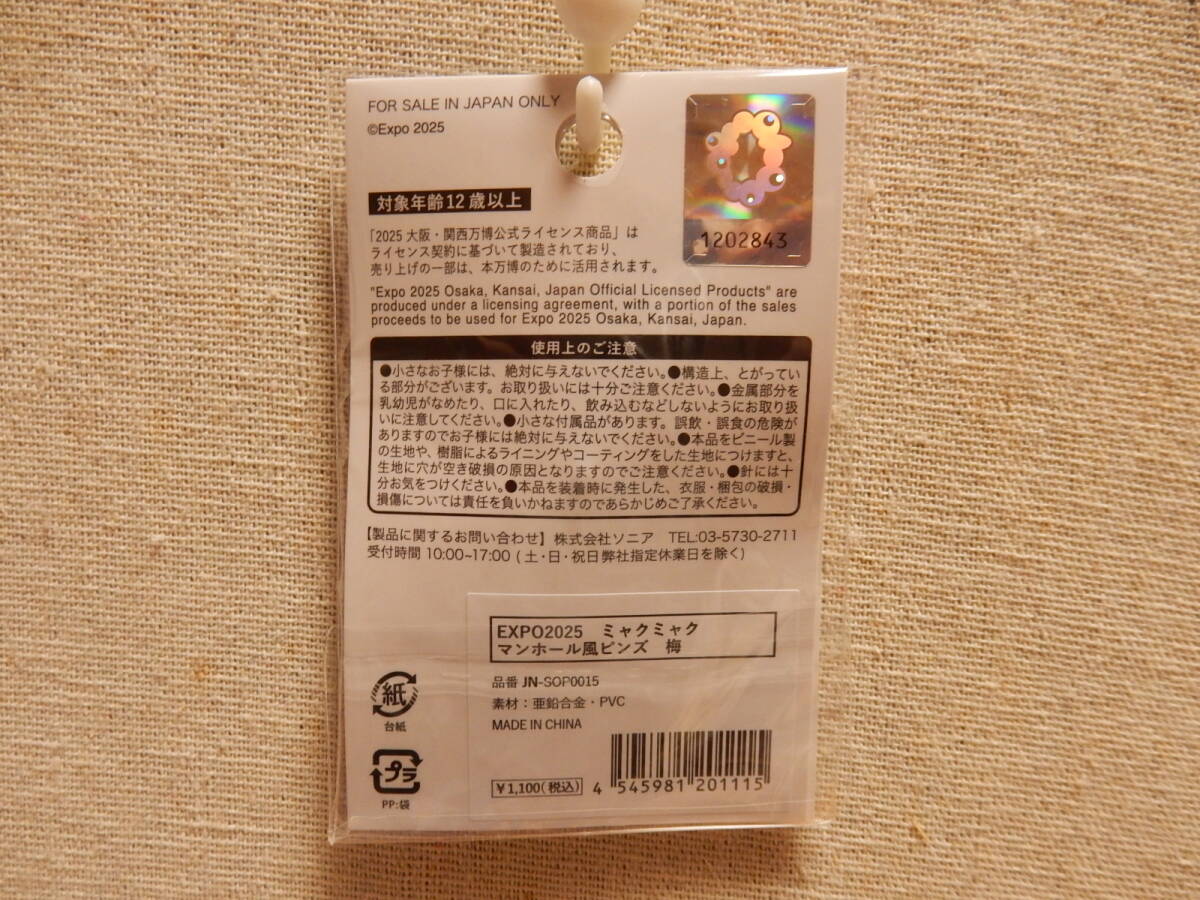 FOR SALE IN JAPAN ONLY
©Expo 2025
1202843
対象年齢12歳以上
「2025 大阪・関西万博公式ライセンス商品」は
ライセンス契約に基づいて製造されており、
売り上げの一部は、本万博のために活用されます。
"Expo 2025 Osaka, Kansai, Japan Official Licensed Products" are
produced under a licensing agreement, with a portion of the sales
proceeds to be used for Expo 2025 Osaka, Kansai, Japan.
使用上のご注意
●小さなお子様には、絶対に与えないでください。●構造上、とがってい
る部分がございます。お取り扱いには十分ご注意ください。●金属部分を
乳幼児がなめたり、口に入れたり、飲み込むなどしないようにお取り扱
いに注意してください。●小さな付属品があります。誤飲・誤食の危険が
ありますのでお子様には絶対に与えないでください。●本品をビニール製
の生地や、樹脂によるライニングやコーティングをした生地につけますと、
生地に穴が空き破損の原因となりますのでご注意ください。●針には十
分お気をつけください。●本品を装着時に発生した、衣服・梱包の破損・
損傷については責任を負いかねますのであらかじめご了承ください。
【製品に関するお問い合わせ】 株式会社ソニア TEL:03-5730-2711
受付時間 10:00~17:00 (土・日・祝日弊社指定休業日を除く)
EXPO2025 ミャクミャク
マンホール風ピンズ 梅
品番 JN-SOP0015
素材：亜鉛合金・PVC
MADE IN CHINA
紙
台紙
プラ
PP:袋
￥1,100(税込)
4 545981 201115